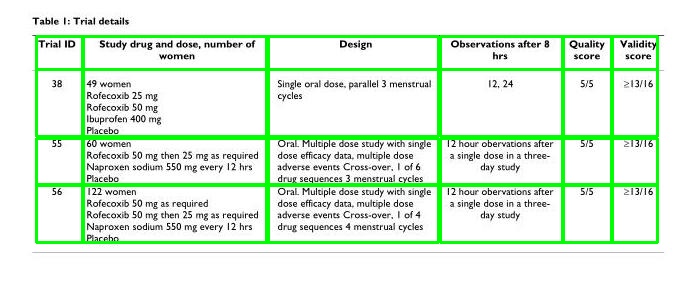 Table 1: Trial details
Trial ID Study drug and dose, number of women Design Observations after 8 hrs Quality score Validity score
38 49 women Single oral dose, parallel 3 menstrual 12, 24 5/5 ≥13/16
Rofecoxib 25 mg cycles
Rofecoxib 50 mg
Ibuprofen 400 mg
Placebo
55 60 women Oral. Multiple dose study with single 12 hour obervations after 5/5 ≥13/16
Rofecoxib 50 mg then 25 mg as required dose efficacy data, multiple dose a single dose in a three-
Naproxen sodium 550 mg every 12 hrs adverse events Cross-over, 1 of 6 day study
Placebo drug sequences 3 menstrual cycles
56 122 women Oral. Multiple dose study with single 12 hour obervations after 5/5 ≥13/16
Rofecoxib 50 mg as required dose efficacy data, multiple dose a single dose in a three-
Rofecoxib 50 mg then 25 mg as required adverse events Cross-over, 1 of 4 day study
Naproxen sodium 550 mg every 12 hrs drug sequences 4 menstrual cycles
Placebo